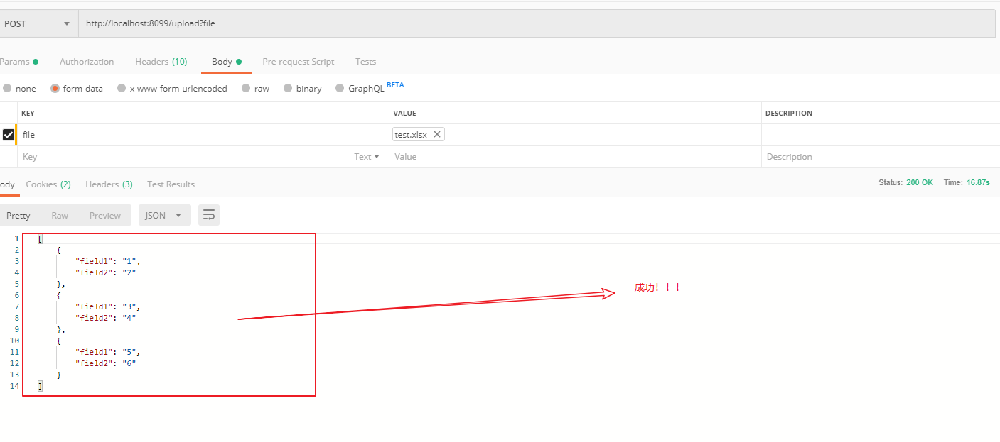 POST http://localhost:8099/upload?file
Params Authorization Headers (10) Body Pre-request Script Tests
none form-data x-www-form-urlencoded raw binary GraphQL BETA
KEY VALUE DESCRIPTION
file test.xlsx
Key Text Value Description
ody Cookies (2) Headers (3) Test Results Status: 200 OK Time: 16.87s
Pretty Raw Preview JSON
1 [
2 {
3 "field1": "1",
4 "field2": "2"
5 },
6 {
7 "field1": "3",
8 "field2": "4"
9 },
10 {
11 "field1": "5",
12 "field2": "6"
13 }
14 ]
成功！！！